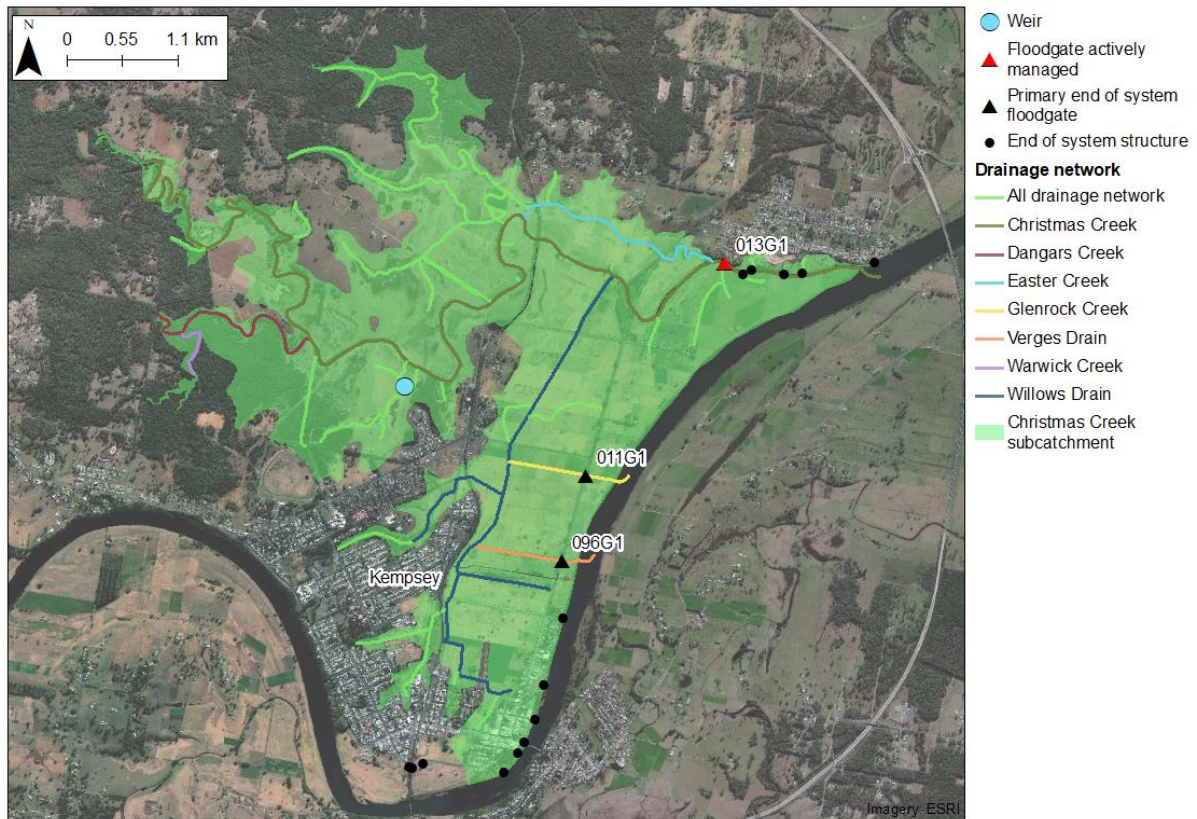 N
0 0.55 1.1 km
013G1
011G1
096G1
Kempsey
Imagery: ESRI
Weir
Floodgate actively
managed
Primary end of system
floodgate
End of system structure
Drainage network
All drainage network
Christmas Creek
Dangars Creek
Easter Creek
Glenrock Creek
Verges Drain
Warwick Creek
Willows Drain
Christmas Creek
subcatchment